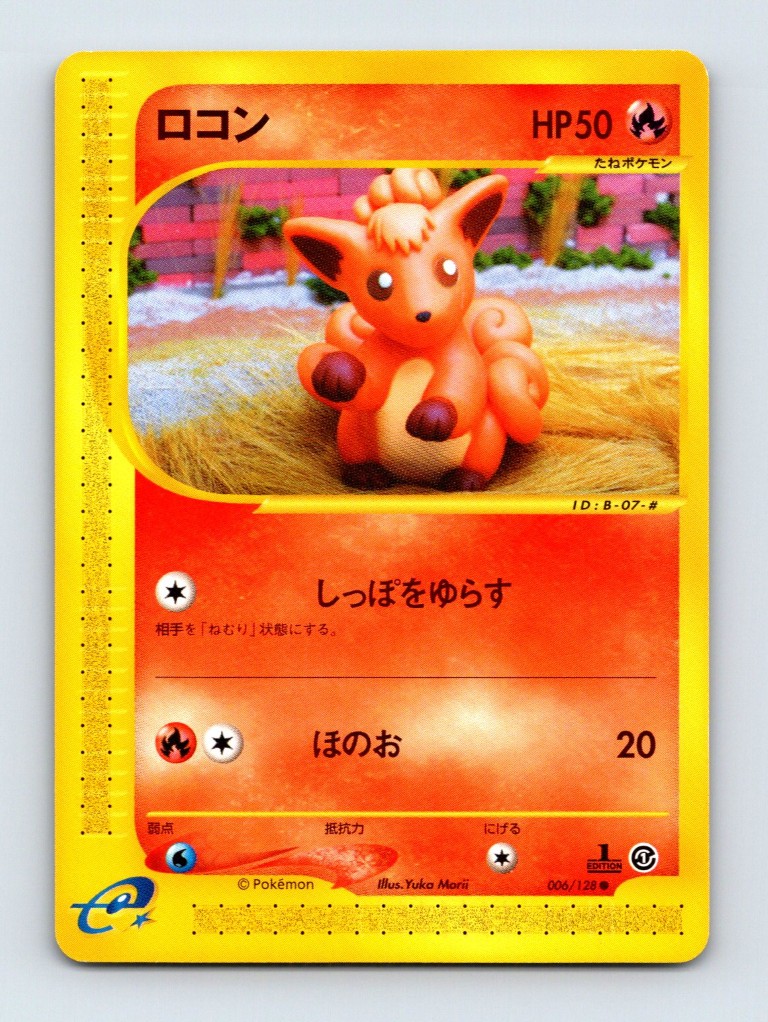 ロコン
HP50
たねポケモン
ID:B-07-#
しっぽをゆらす
相手を「ねむり」状態にする。
ほのお 20
弱点 抵抗力 にげる
1 EDITION
© Pokémon Illus.Yuka Morii 006/128 ●
e